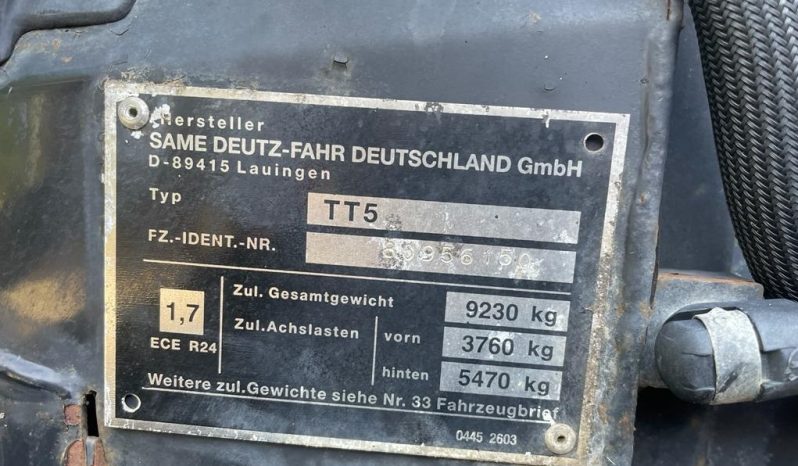 Hersteller
SAME DEUTZ-FAHR DEUTSCHLAND GmbH
D-89415 Lauingen
Typ TT5
FZ.-IDENT.-NR.
1,7
ECE R24
Zul. Gesamtgewicht 9230 kg
Zul.Achslasten vorn 3760 kg
hinten 5470 kg
Weitere zul.Gewichte siehe Nr. 33 Fahrzeugbrief
0445 2603